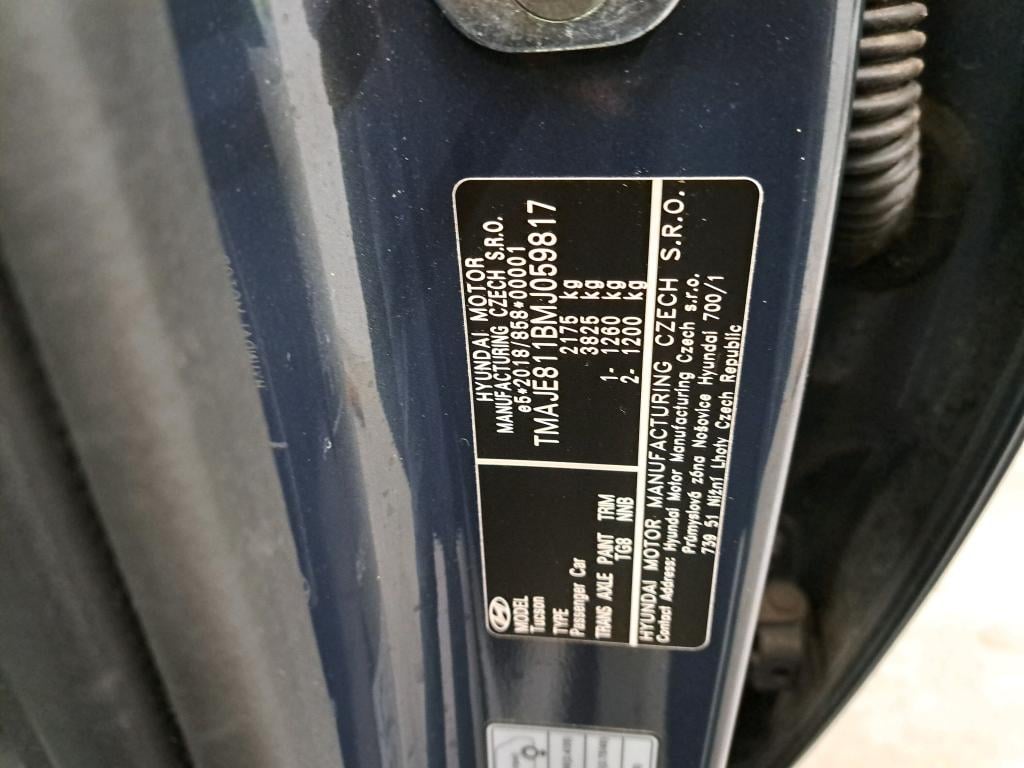 MODEL
Tucson
TYPE
Passenger Car
TRANS AXLE PAINT TRIM
TG8 NNB
HYUNDAI MOTOR
MANUFACTURING CZECH S.R.O.
e5*2018/858*00001
TMAJE811BMJ059817
2175 kg
3825 kg
1- 1260 kg
2- 1200 kg
HYUNDAI MOTOR MANUFACTURING CZECH S.R.O.
Contact Address: Hyundai Motor Manufacturing Czech s.r.o.
Průmyslová zóna Nošovice Hyundai 700/1
739 51 Nižní Lhoty Czech Republic